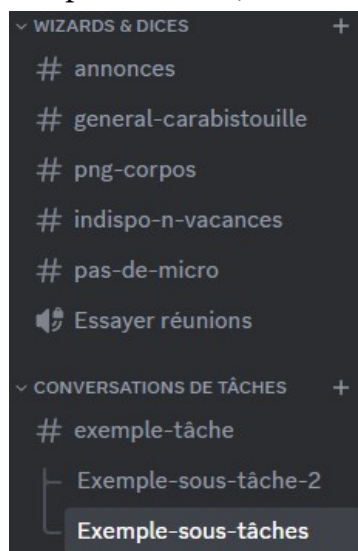 WIZARDS & DICES +
# annonces
# general-carabistouille
# png-corpos
# indispo-n-vacances
# pas-de-micro
Essayer réunions
CONVERSATIONS DE TÂCHES +
# exemple-tâche
Exemple-sous-tâche-2
Exemple-sous-tâches